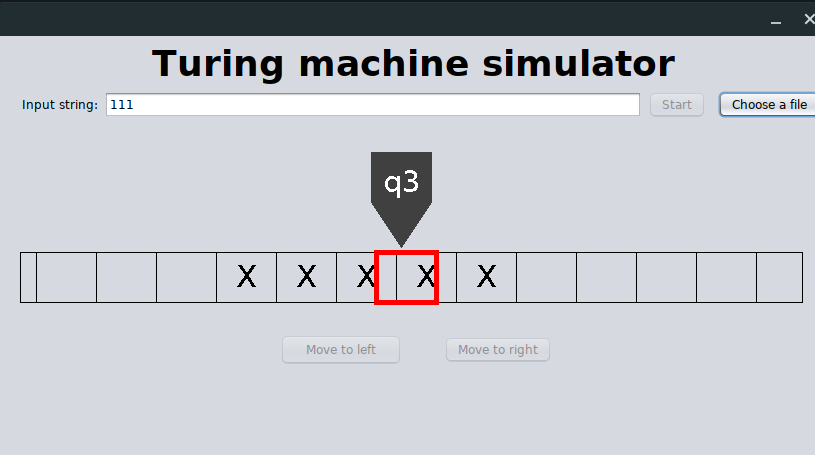 Turing machine simulator
Input string: 111 Start Choose a file
q3
X X X X X
Move to left Move to right